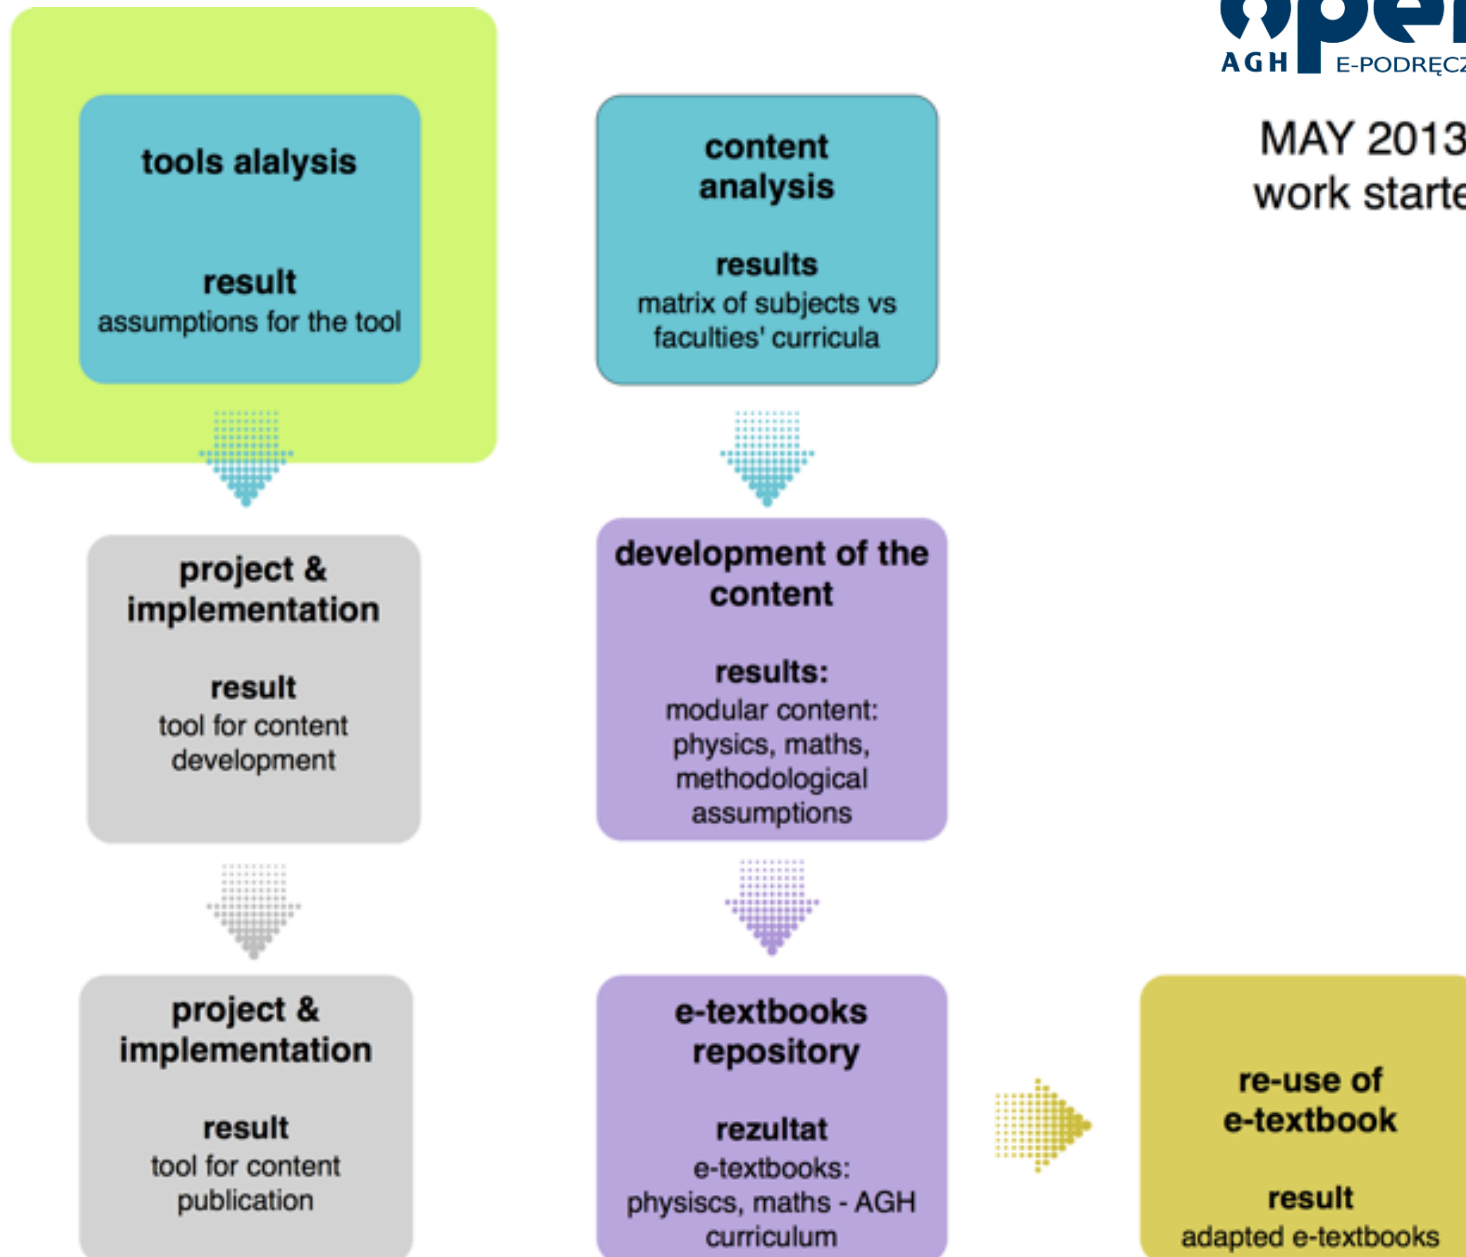 open
AGH E-PODRĘCZ
MAY 2013
work starte
tools alalysis
result
assumptions for the tool
content
analysis
results
matrix of subjects vs
faculties' curricula
project &
implementation
result
tool for content
development
development of the
content
results:
modular content:
physics, maths,
methodological
assumptions
project &
implementation
result
tool for content
publication
e-textbooks
repository
rezultat
e-textbooks:
physiscs, maths - AGH
curriculum
re-use of
e-textbook
result
adapted e-textbooks